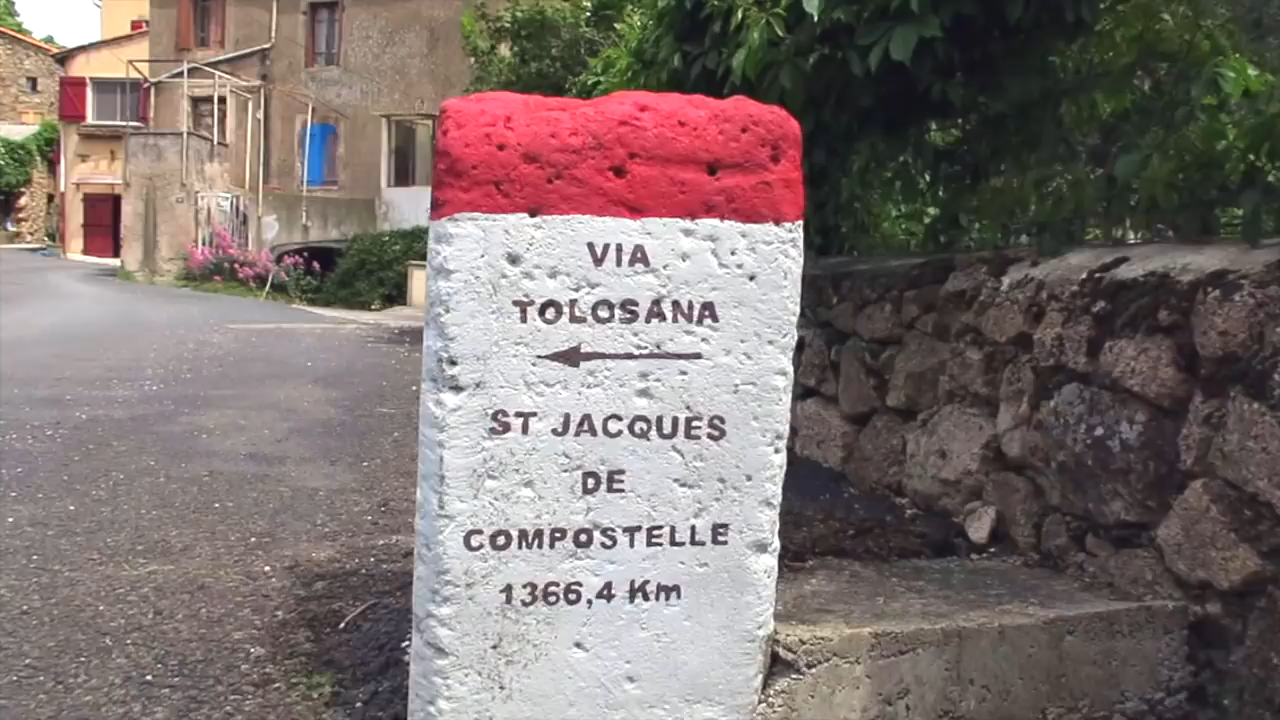 VIA
TOLOSANA
ST JACQUES
DE
COMPOSTELLE
1366,4 Km